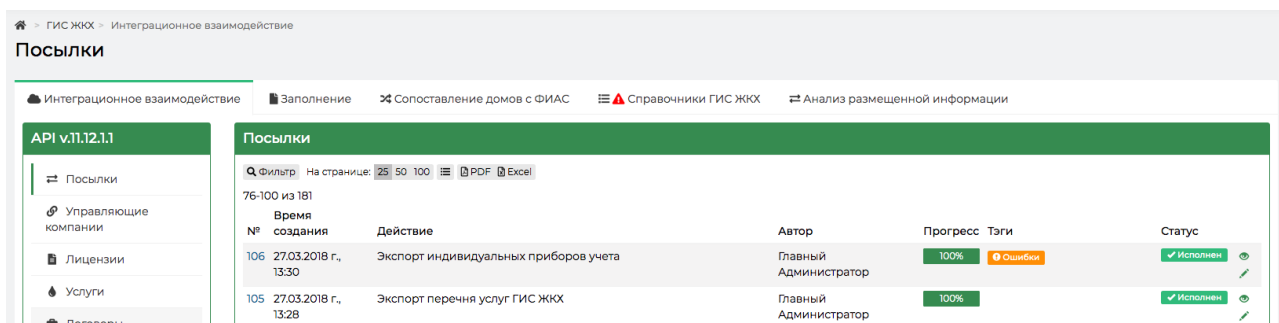 > ГИС ЖКХ > Интеграционное взаимодействие
Посылки
Интеграционное взаимодействие Заполнение Сопоставление домов с ФИАС Справочники ГИС ЖКХ Анализ размещенной информации
API v.11.12.1.1
Посылки
Управляющие
компании
Лицензии
Услуги
Договоры
Посылки
Фильтр На странице: 25 50 100 PDF Excel
76-100 из 181
№ Время создания Действие Автор Прогресс Тэги Статус
106 27.03.2018 г., 13:30 Экспорт индивидуальных приборов учета Главный Администратор 100% Ошибки Исполнен
105 27.03.2018 г., 13:28 Экспорт перечня услуг ГИС ЖКХ Главный Администратор 100% Исполнен